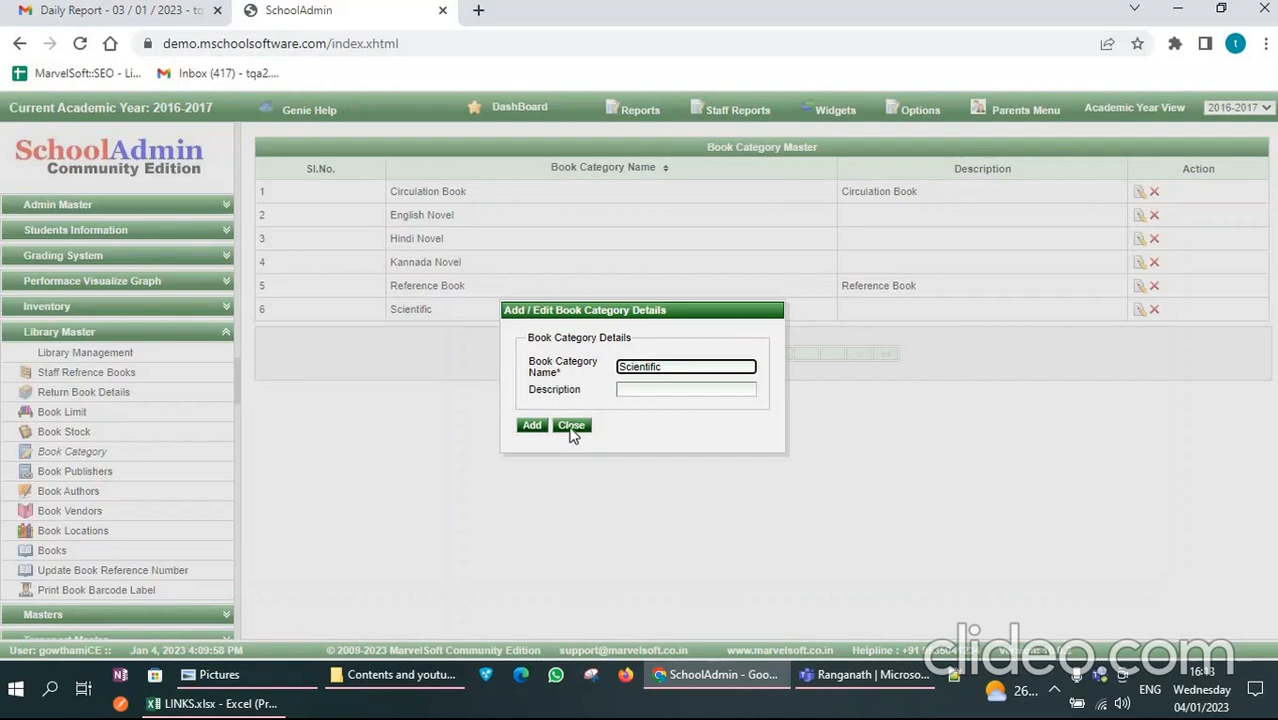 Daily Report - 03 / 01 / 2023 - to
SchoolAdmin
demo.mschoolsoftware.com/index.xhtml
t
MarvelSoft::SEO - Li...
Inbox (417) - tqa2....
Current Academic Year: 2016-2017
Genie Help
DashBoard
Reports
Staff Reports
Widgets
Options
Parents Menu
Academic Year View
2016-2017
SchoolAdmin
Community Edition
Admin Master
Students Information
Grading System
Performace Visualize Graph
Inventory
Library Master
Library Management
Staff Refrence Books
Return Book Details
Book Limit
Book Stock
Book Category
Book Publishers
Book Authors
Book Vendors
Book Locations
Books
Update Book Reference Number
Print Book Barcode Label
Masters
Book Category Master
Sl.No. Book Category Name Description Action
1 Circulation Book Circulation Book
2 English Novel
3 Hindi Novel
4 Kannada Novel
5 Reference Book Reference Book
6 Scientific
Add / Edit Book Category Details
Book Category Details
Book Category
Name*
Scientific
Description
Add Close
User: gowthamiCE
Jan 4, 2023 4:09:58 PM
© 2009-2023 MarvelSoft Community Edition
support@marvelsoft.co.in
www.marvelsoft.co.in
Helpline : +91
clideo.com
Pictures
Contents and youtu...
SchoolAdmin - Goo...
Ranganath | Microso...
26...
ENG
16:13
Wednesday
04/01/2023
LINKS.xlsx - Excel (Pr...